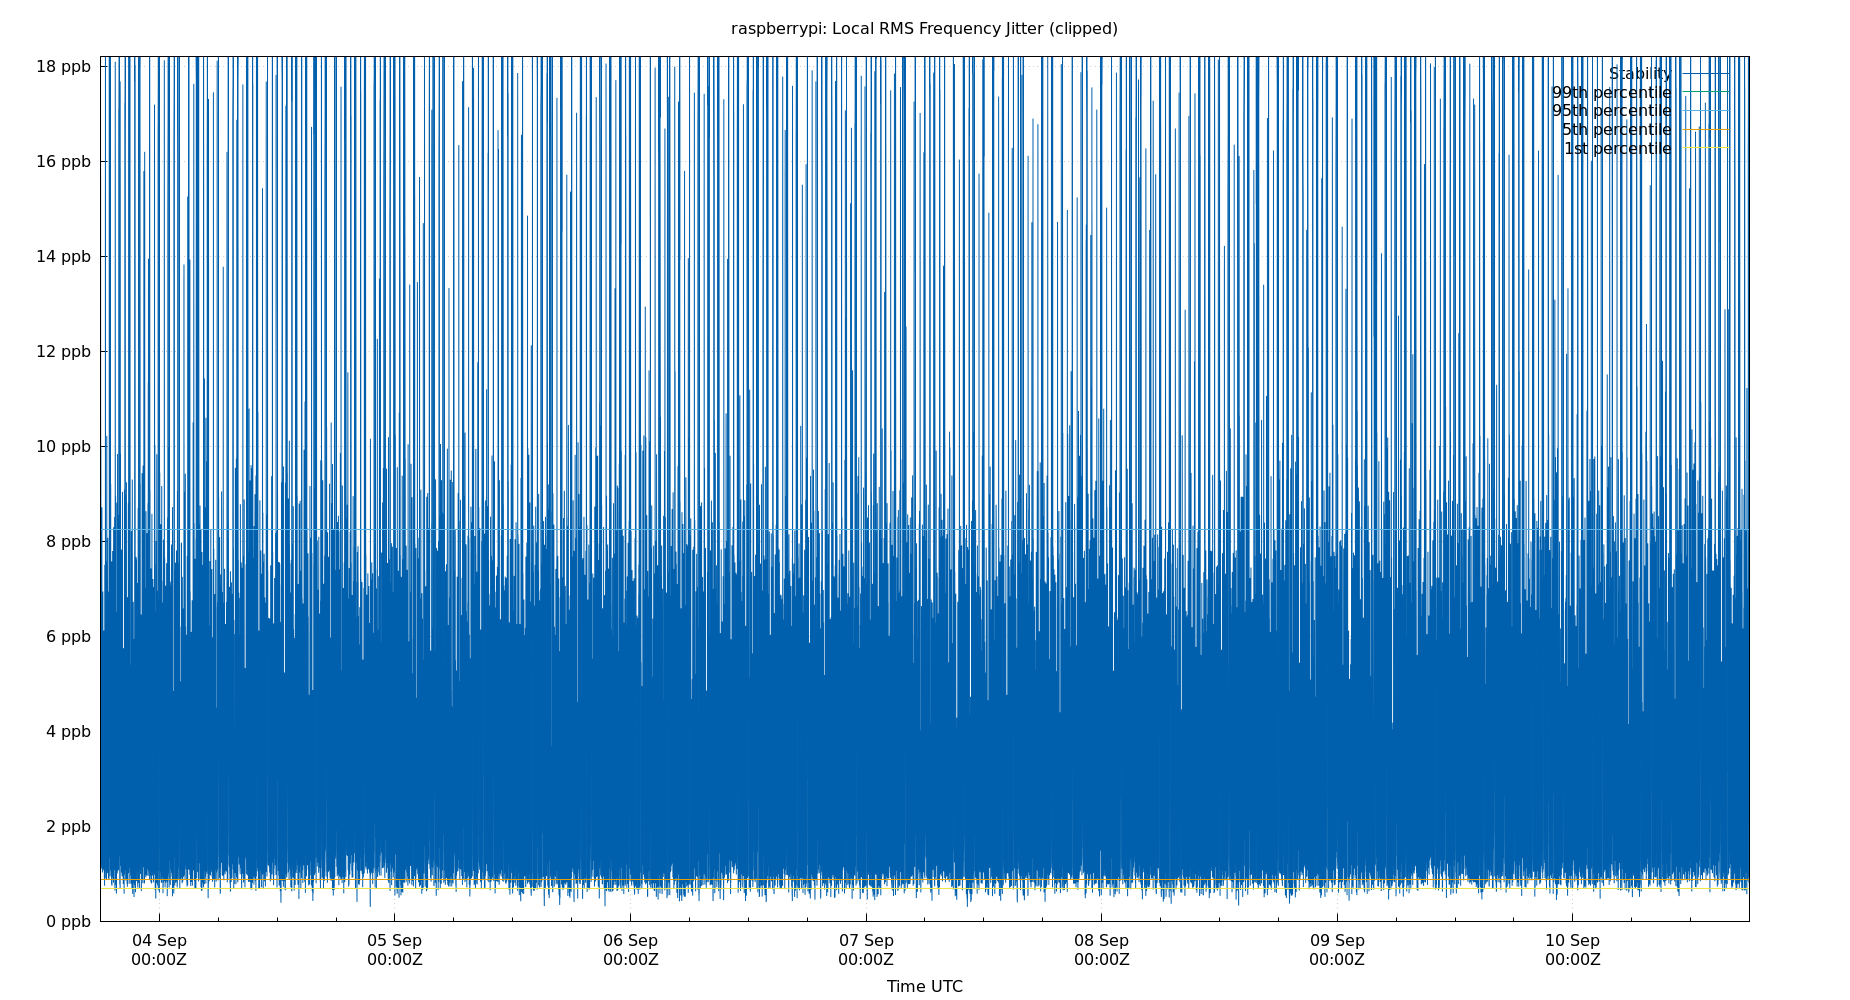 raspberrypi: Local RMS Frequency Jitter (clipped)
18 ppb
16 ppb
14 ppb
12 ppb
10 ppb
8 ppb
6 ppb
4 ppb
2 ppb
0 ppb
Stability
99th percentile
95th percentile
5th percentile
1st percentile
04 Sep
00:00Z
05 Sep
00:00Z
06 Sep
00:00Z
07 Sep
00:00Z
08 Sep
00:00Z
09 Sep
00:00Z
10 Sep
00:00Z
Time UTC